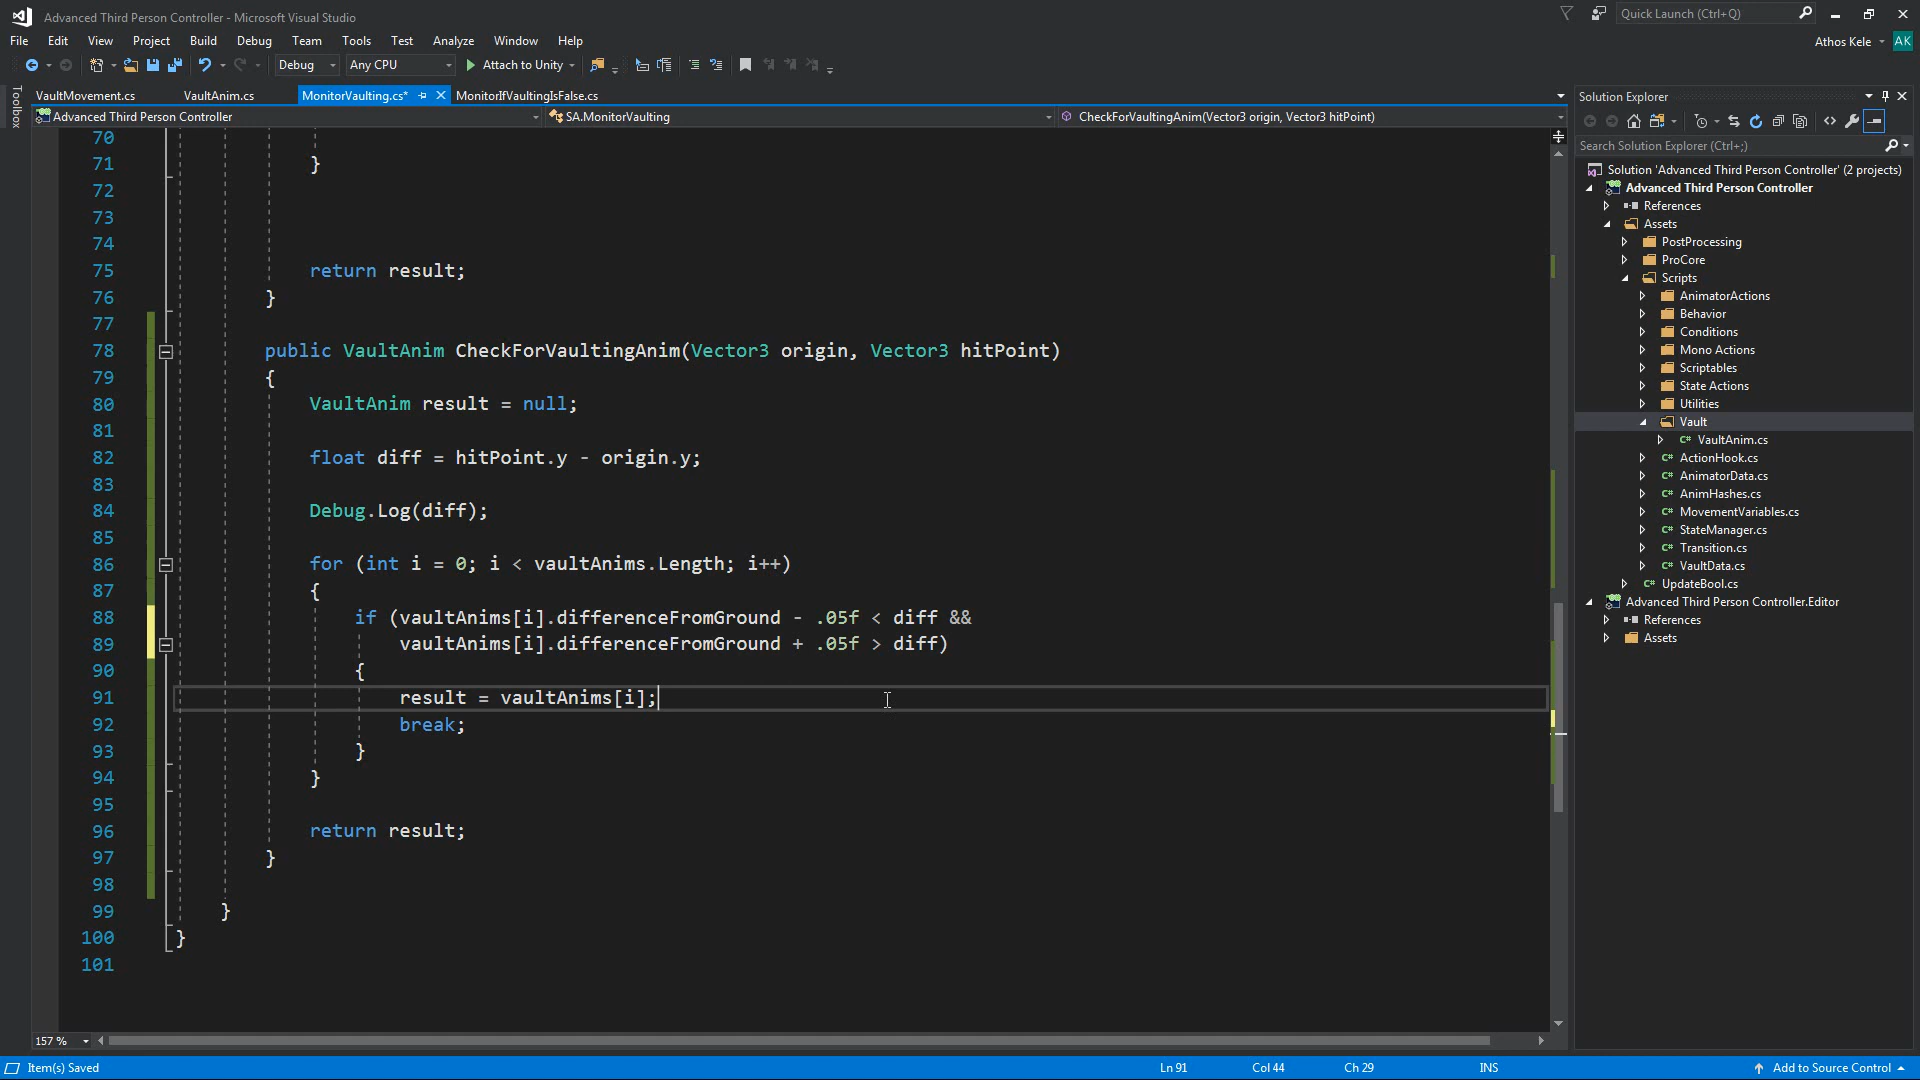 Advanced Third Person Controller - Microsoft Visual Studio
Quick Launch (Ctrl+Q)
File Edit View Project Build Debug Team Tools Test Analyze Window Help
Athos Kele AK
Debug Any CPU Attach to Unity
Toolbox
VaultMovement.cs VaultAnim.cs MonitorVaulting.cs* MonitorIfVaultingIsFalse.cs
Advanced Third Person Controller SA.MonitorVaulting CheckForVaultingAnim(Vector3 origin, Vector3 hitPoint)
70
71 }
72
73
74
75 return result;
76 }
77
78 public VaultAnim CheckForVaultingAnim(Vector3 origin, Vector3 hitPoint)
79 {
80 VaultAnim result = null;
81
82 float diff = hitPoint.y - origin.y;
83
84 Debug.Log(diff);
85
86 for (int i = 0; i < vaultAnims.Length; i++)
87 {
88 if (vaultAnims[i].differenceFromGround - .05f < diff &&
89 vaultAnims[i].differenceFromGround + .05f > diff)
90 {
91 result = vaultAnims[i];
92 break;
93 }
94 }
95
96 return result;
97 }
98
99 }
100 }
101
157 %
Solution Explorer
Search Solution Explorer (Ctrl+;)
Solution 'Advanced Third Person Controller' (2 projects)
Advanced Third Person Controller
References
Assets
PostProcessing
ProCore
Scripts
AnimatorActions
Behavior
Conditions
Mono Actions
Scriptables
State Actions
Utilities
Vault
C# VaultAnim.cs
C# ActionHook.cs
C# AnimatorData.cs
C# AnimHashes.cs
C# MovementVariables.cs
C# StateManager.cs
C# Transition.cs
C# VaultData.cs
C# UpdateBool.cs
Advanced Third Person Controller.Editor
References
Assets
Item(s) Saved Ln 91 Col 44 Ch 29 INS Add to Source Control